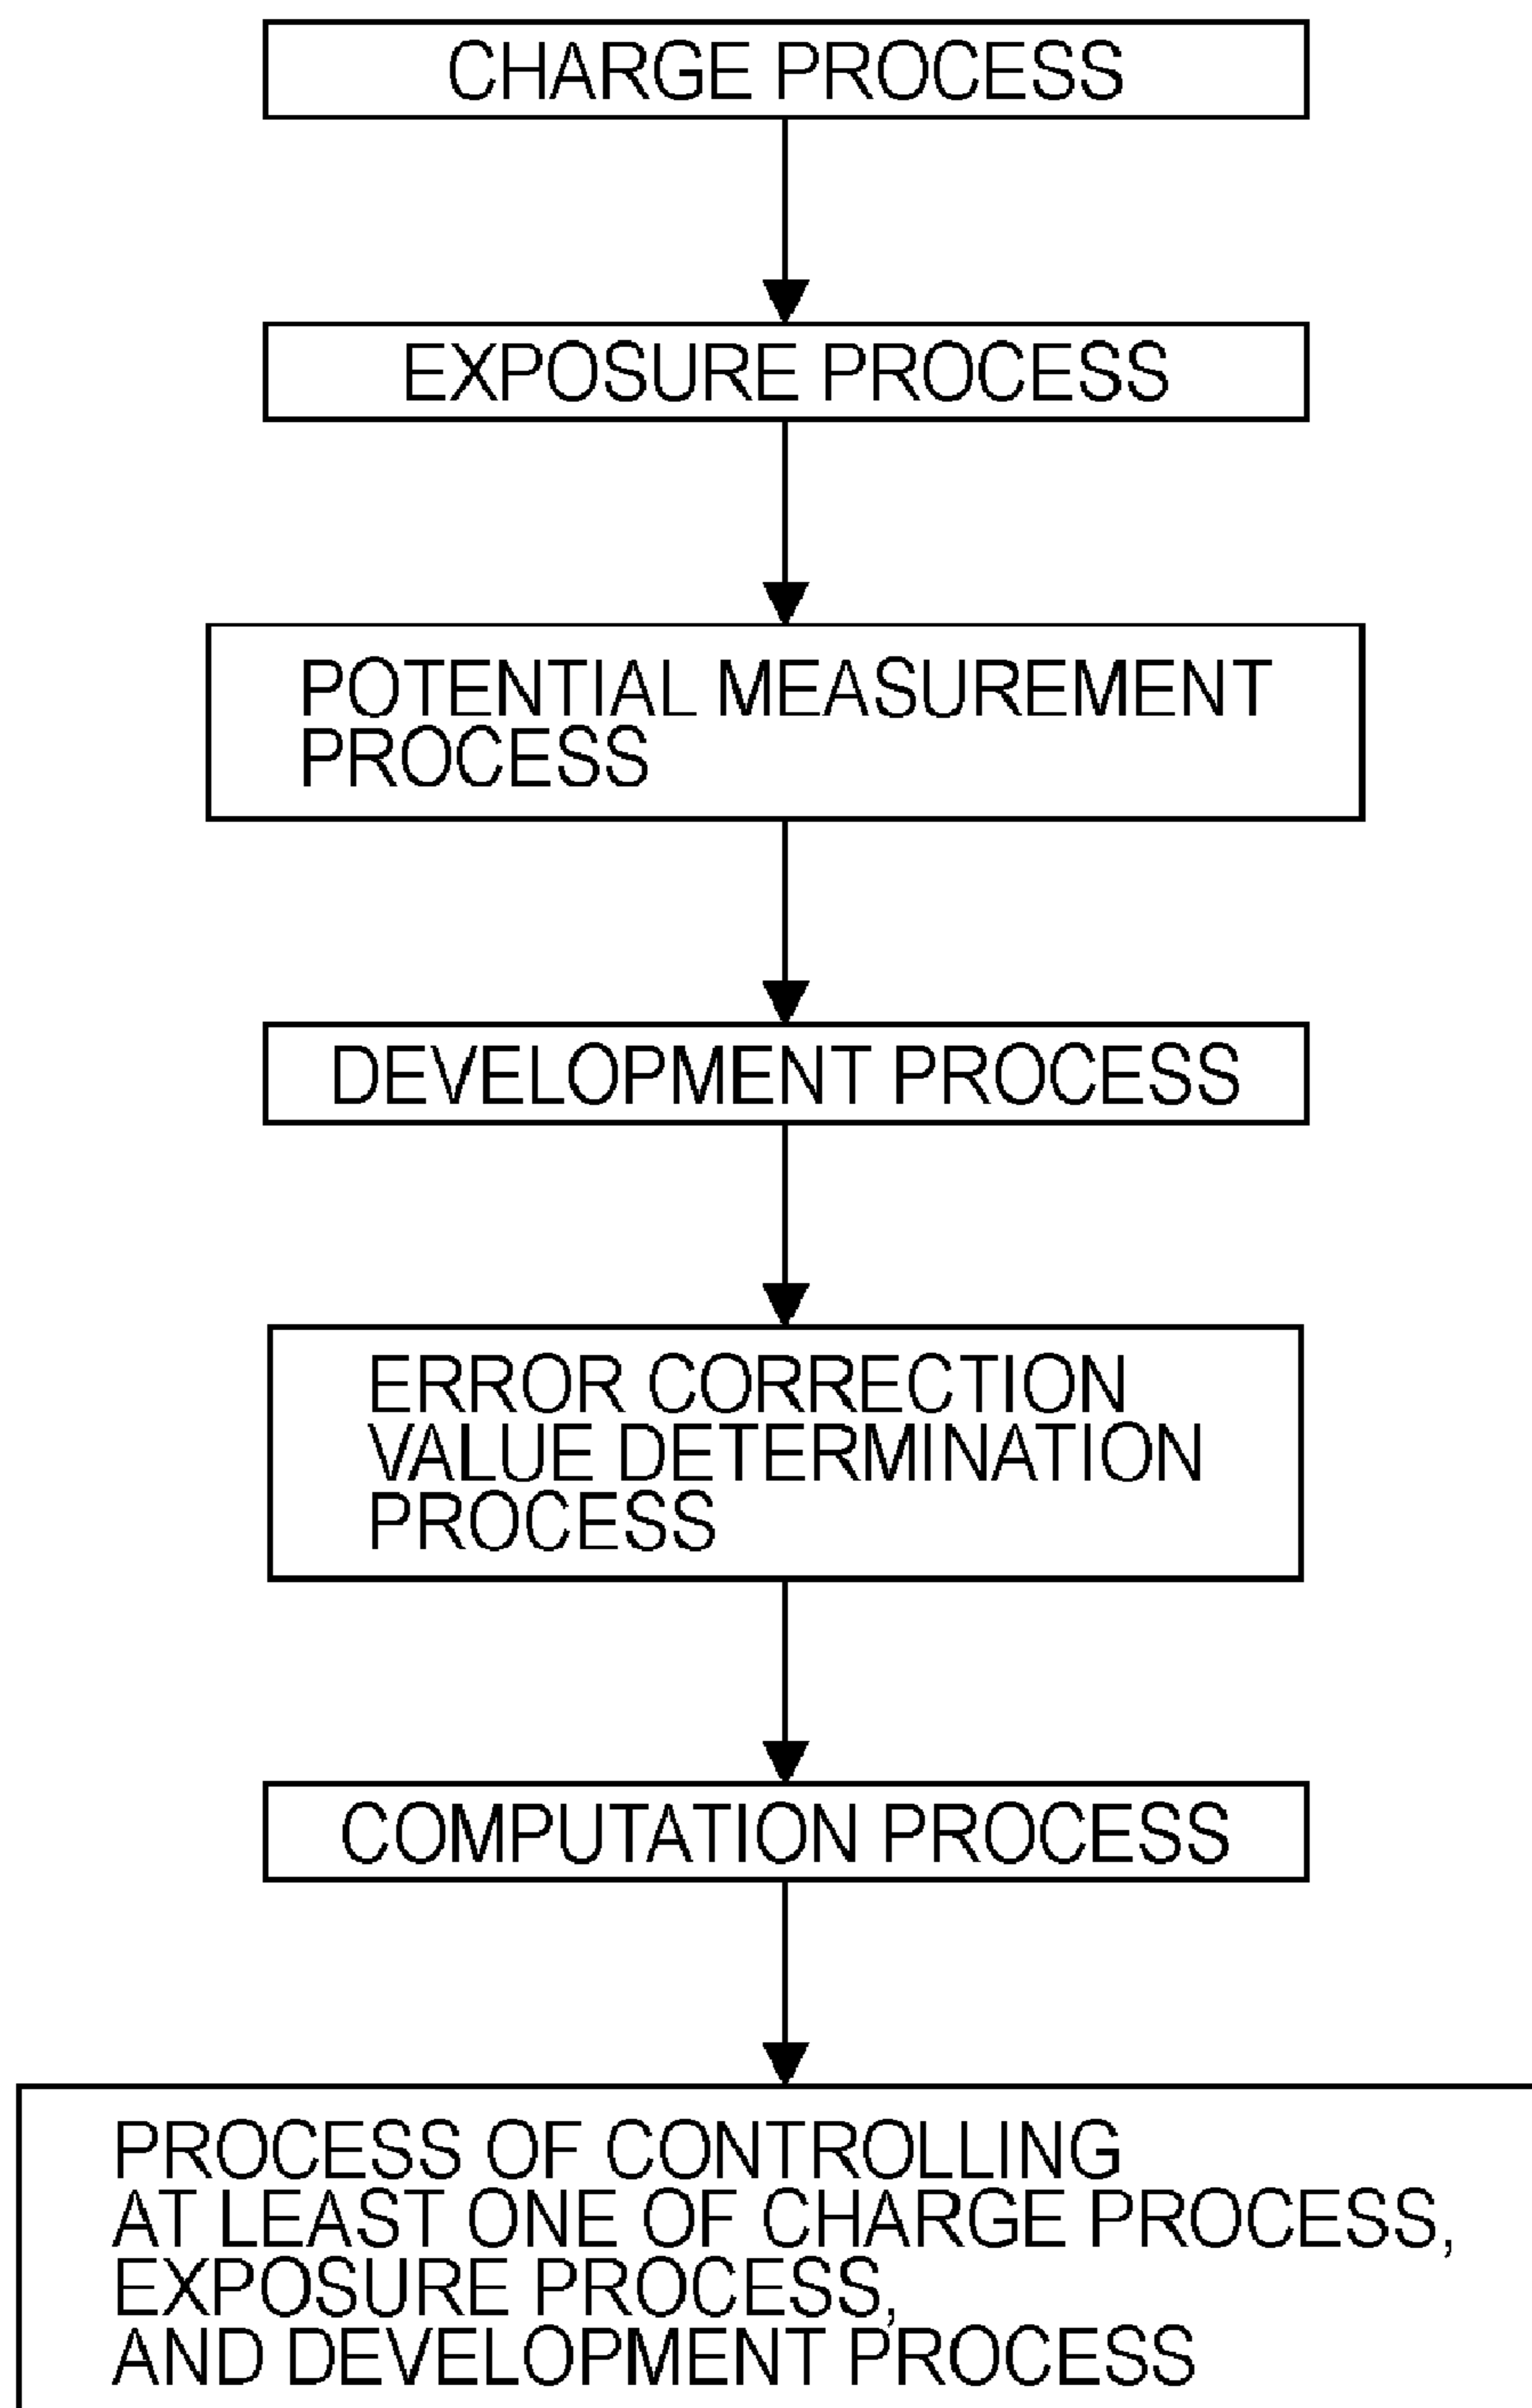 CHARGE PROCESS
EXPOSURE PROCESS
POTENTIAL MEASUREMENT
PROCESS
DEVELOPMENT PROCESS
ERROR CORRECTION
VALUE DETERMINATION
PROCESS
COMPUTATION PROCESS
PROCESS OF CONTROLLING
AT LEAST ONE OF CHARGE PROCESS,
EXPOSURE PROCESS,
AND DEVELOPMENT PROCESS